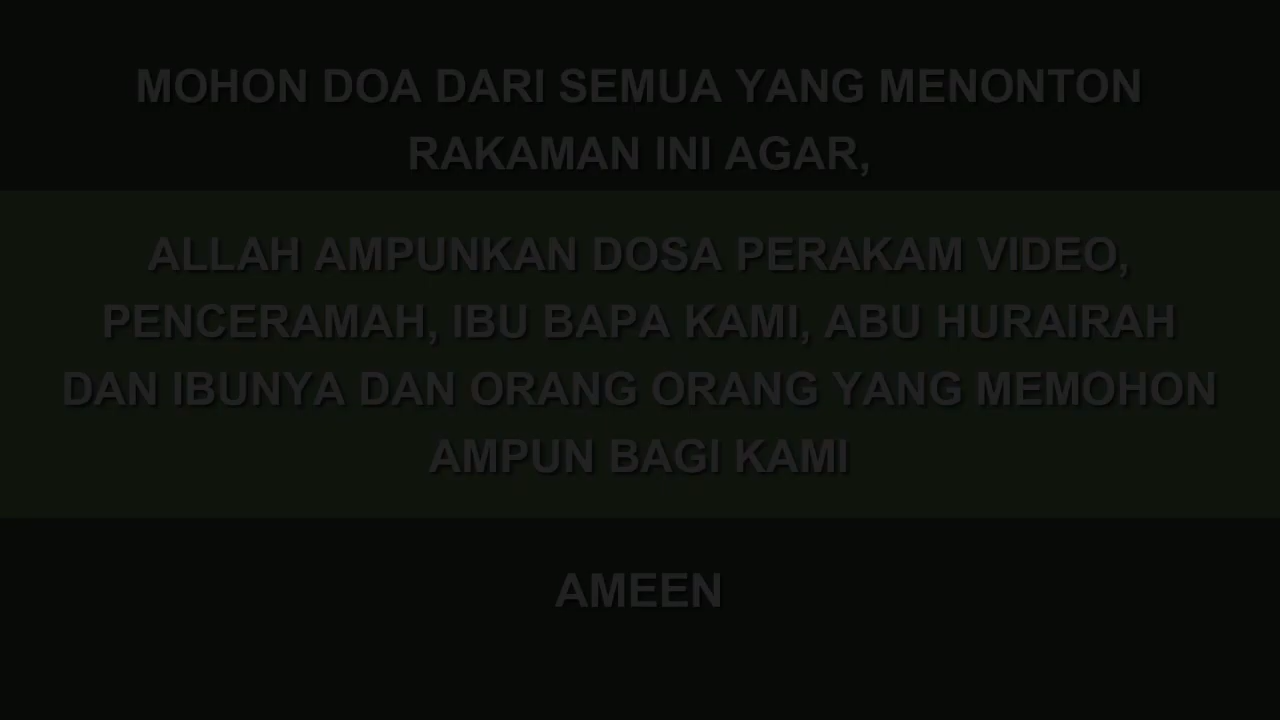 MOHON DOA DARI SEMUA YANG MENONTON
RAKAMAN INI AGAR,
ALLAH AMPUNKAN DOSA PERAKAM VIDEO,
PENCERAMAH, IBU BAPA KAMI, ABU HURAIRAH
DAN IBUNYA DAN ORANG ORANG YANG MEMOHON
AMPUN BAGI KAMI
AMEEN